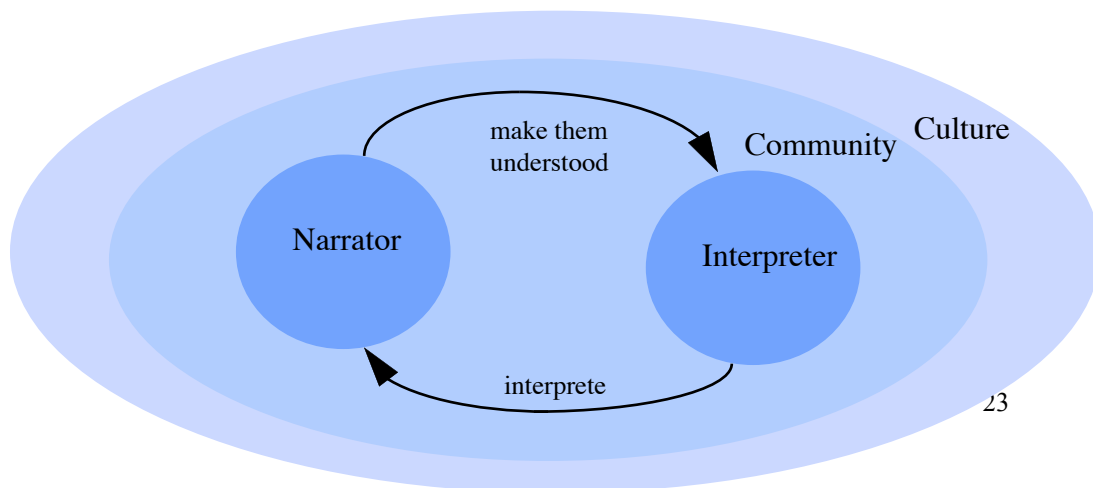 make them
understood
Community
Culture
Narrator
Interpreter
interprete
23